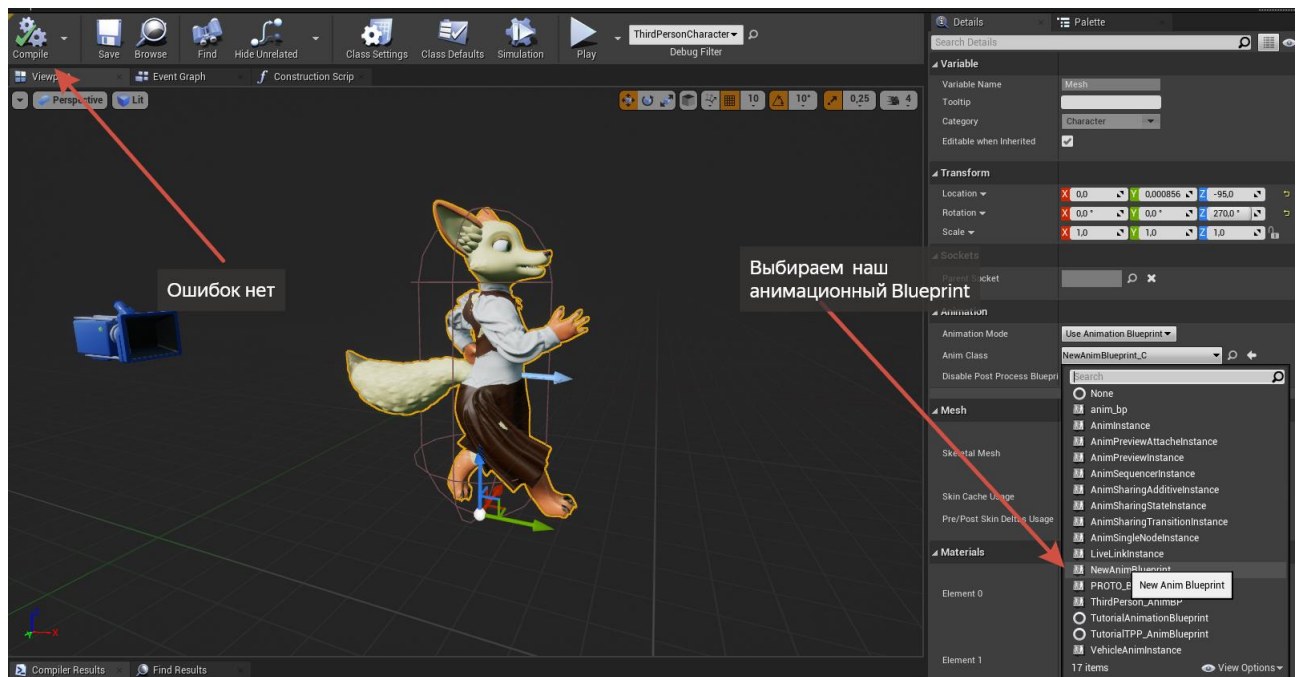 Compile
Save
Browse
Find
Hide Unrelated
Class Settings
Class Defaults
Simulation
Play
ThirdPersonCharacter
Debug Filter
Viewport
Event Graph
Construction Scrip
Perspective
Lit
10
10°
0,25
4
Ошибок нет
Выбираем наш
анимационный Blueprint
X
Details
Palette
Search Details
Variable
Variable Name
Mesh
Tooltip
Category
Character
Editable when Inherited
Transform
Location
X 0,0 Y 0,000856 Z -95,0
Rotation
X 0,0 ° Y 0,0 ° Z 270,0 °
Scale
X 1,0 Y 1,0 Z 1,0
Sockets
Parent Socket
Animation
Animation Mode
Use Animation Blueprint
Anim Class
NewAnimBlueprint_C
Disable Post Process Bluepri
Search
None
anim_bp
AnimInstance
AnimPreviewAttacheInstance
AnimPreviewInstance
AnimSequencerInstance
AnimSharingAdditiveInstance
AnimSharingStateInstance
AnimSharingTransitionInstance
AnimSingleNodeInstance
LiveLinkInstance
NewAnimBlueprint
PROTO_B
New Anim Blueprint
ThirdPerson_AnimBP
TutorialAnimationBlueprint
TutorialTPP_AnimBlueprint
VehicleAnimInstance
17 items
View Options
Mesh
Skeletal Mesh
Skin Cache Usage
Pre/Post Skin Deltas Usage
Materials
Element 0
Element 1
Compiler Results
Find Results